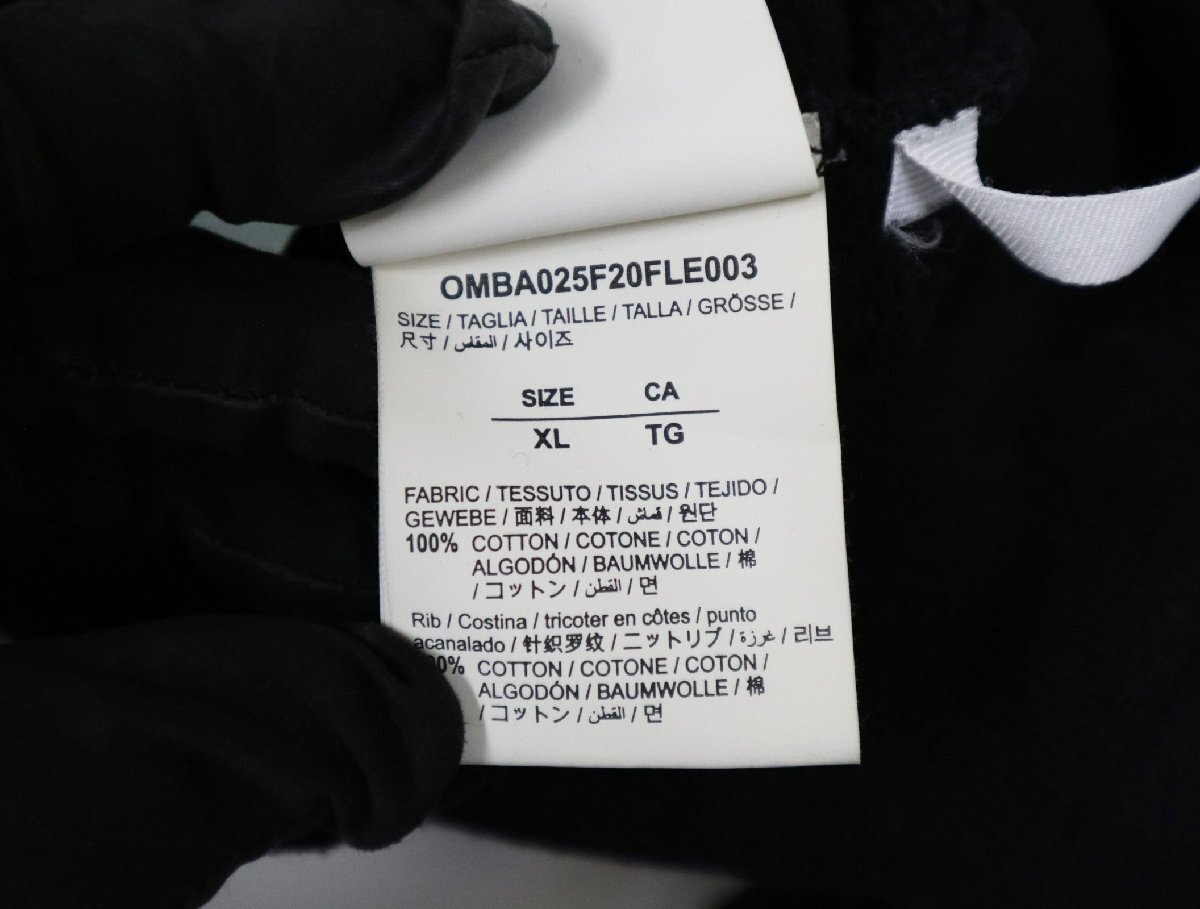 OMBA025F20FLE003
SIZE / TAGLIA / TAILLE / TALLA / GRÖSSE /
尺寸 / المقاس / 사이즈
SIZE CA
XL TG
FABRIC / TESSUTO / TISSUS / TEJIDO /
GEWEBE / 面料 / 本体 / قماش / 원단
100% COTTON / COTONE / COTON /
ALGODÓN / BAUMWOLLE / 棉
/ コットン / القطن / 면
Rib / Costina / tricoter en côtes / punto
acanalado / 针织罗纹 / ニットリブ / غرزة / 리브
COTTON / COTONE / COTON /
ALGODÓN / BAUMWOLLE / 棉
/ コットン / القطن / 면